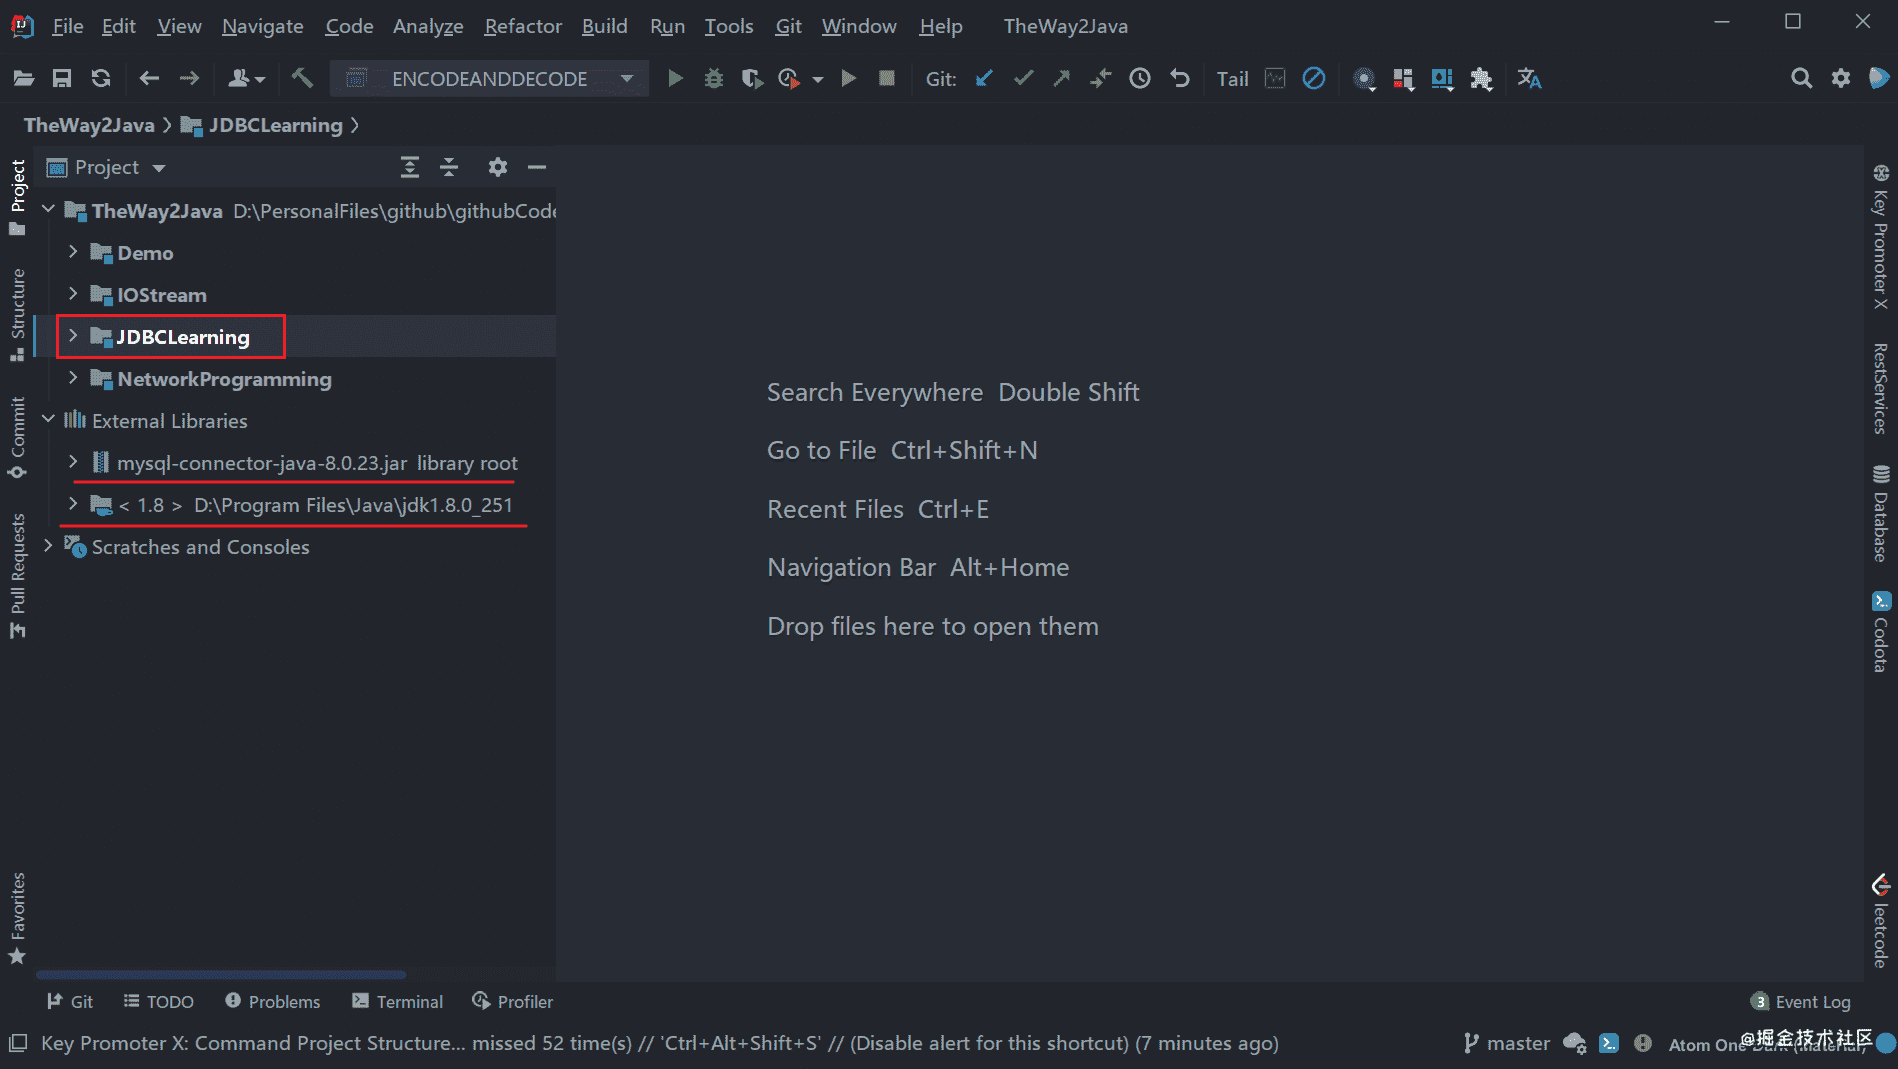 File Edit View Navigate Code Analyze Refactor Build Run Tools Git Window Help TheWay2Java
ENCODEANDDECODE Git: Tail
TheWay2Java JDBCLearning
Project
TheWay2Java D:\PersonalFiles\github\githubCode
Demo
IOStream
JDBCLearning
NetworkProgramming
External Libraries
mysql-connector-java-8.0.23.jar library root
< 1.8 > D:\Program Files\Java\jdk1.8.0_251
Scratches and Consoles
Project
Structure
Commit
Pull Requests
Favorites
Search Everywhere Double Shift
Go to File Ctrl+Shift+N
Recent Files Ctrl+E
Navigation Bar Alt+Home
Drop files here to open them
Key Promoter X
RestServices
Database
Codota
leetcode
Git TODO Problems Terminal Profiler 3 Event Log
Key Promoter X: Command Project Structure... missed 52 time(s) // 'Ctrl+Alt+Shift+S' // (Disable alert for this shortcut) (7 minutes ago) master Atom One Dark (Material)
@掘金技术社区